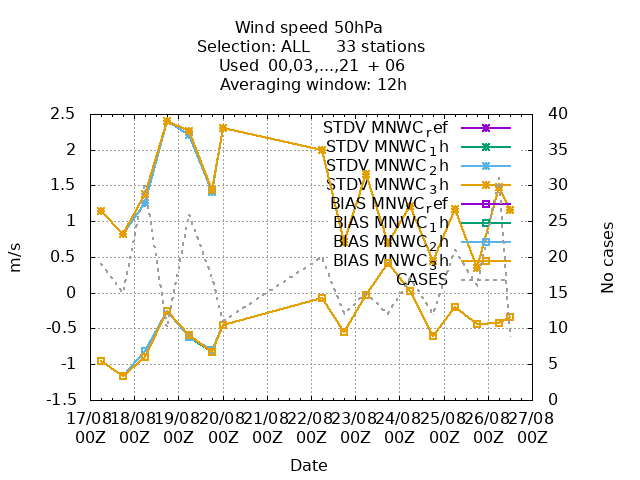 Wind speed 50hPa
Selection: ALL 33 stations
Used 00,03,...,21 + 06
Averaging window: 12h
2.5
2
1.5
1
0.5
0
-0.5
-1
-1.5
m/s
40
35
30
25
20
15
10
5
0
No cases
STDV MNWC_ref
STDV MNWC_1h
STDV MNWC_2h
STDV MNWC_3h
BIAS MNWC_ref
BIAS MNWC_1h
BIAS MNWC_2h
BIAS MNWC_3h
CASES
17/08 18/08 19/08 20/08 21/08 22/08 23/08 24/08 25/08 26/08 27/08
00Z 00Z 00Z 00Z 00Z 00Z 00Z 00Z 00Z 00Z 00Z
Date